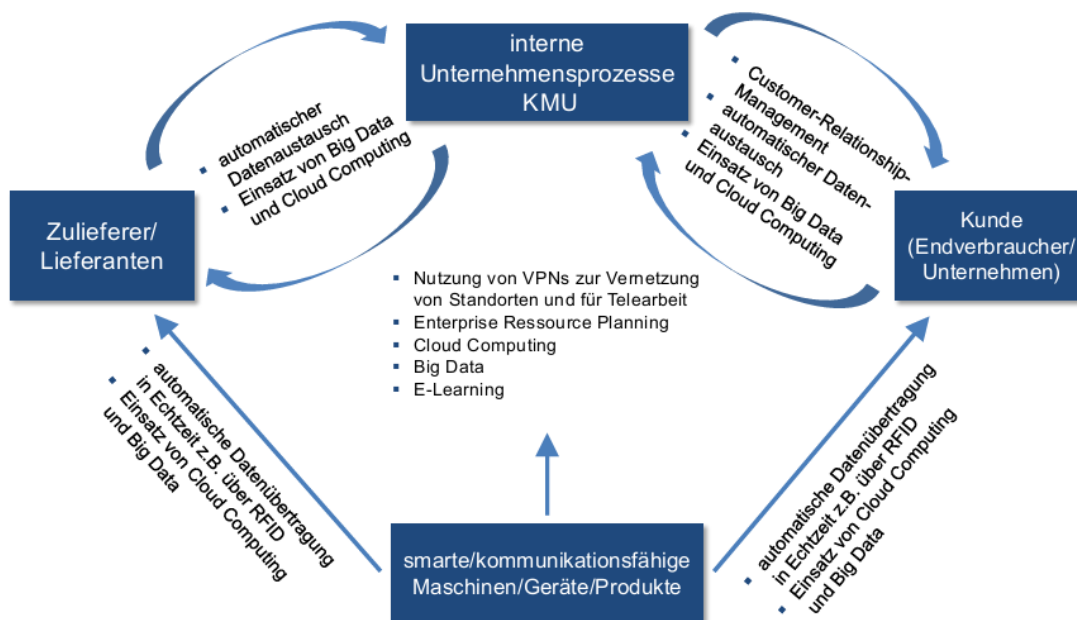 interne
Unternehmensprozesse
KMU
▪ automatischer
Datenaustausch
▪ Einsatz von Big Data
und Cloud Computing
▪ Customer-Relationship-
Management
▪ automatischer Daten-
austausch
▪ Einsatz von Big Data
und Cloud Computing
Zulieferer/
Lieferanten
Kunde
(Endverbraucher/
Unternehmen)
▪ Nutzung von VPNs zur Vernetzung
von Standorten und für Telearbeit
▪ Enterprise Ressource Planning
▪ Cloud Computing
▪ Big Data
▪ E-Learning
◆ automatische Datenübertragung
in Echtzeit z.B. über RFID
◆ Einsatz von Cloud Computing
und Big Data
◆ automatische Datenübertragung
in Echtzeit z.B. über RFID
◆ Einsatz von Cloud Computing
und Big Data
smarte/kommunikationsfähige
Maschinen/Geräte/Produkte